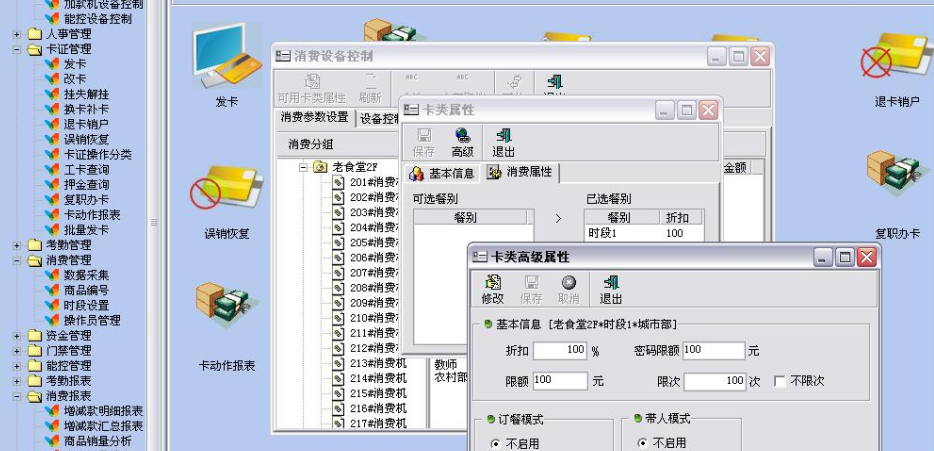 加款机设备控制
能控设备控制
人事管理
卡证管理
发卡
改卡
挂失解挂
换卡补卡
退卡销户
误销恢复
卡证操作分类
工卡查询
押金查询
复职办卡
卡动作报表
批量发卡
考勤管理
消费管理
数据采集
商品编号
时段设置
操作员管理
资金管理
门禁管理
能控管理
考勤报表
消费报表
增减款明细报表
增减款汇总报表
商品销量分析
发卡
误销恢复
卡动作报表
退卡销户
复职办卡
消费设备控制
可用卡类属性 刷新
ABC ABC
消费参数设置 设备控制
消费分组
金额
老食堂2F
201#消费
202#消费
203#消费
204#消费
205#消费
206#消费
207#消费
208#消费
209#消费
210#消费
211#消费
212#消费
213#消费机
214#消费机
215#消费机
216#消费机
217#消费机
教师
农村部
卡类属性
保存 高级 退出
基本信息 消费属性
可选餐别 已选餐别
餐别 > 餐别 折扣
时段1 100
卡类高级属性
修改 保存 取消 退出
基本信息 [老食堂2F*时段1*城市部]
折扣 100 % 密码限额 100 元
限额 100 元 限次 100 次 不限次
订餐模式 带人模式
不启用 不启用